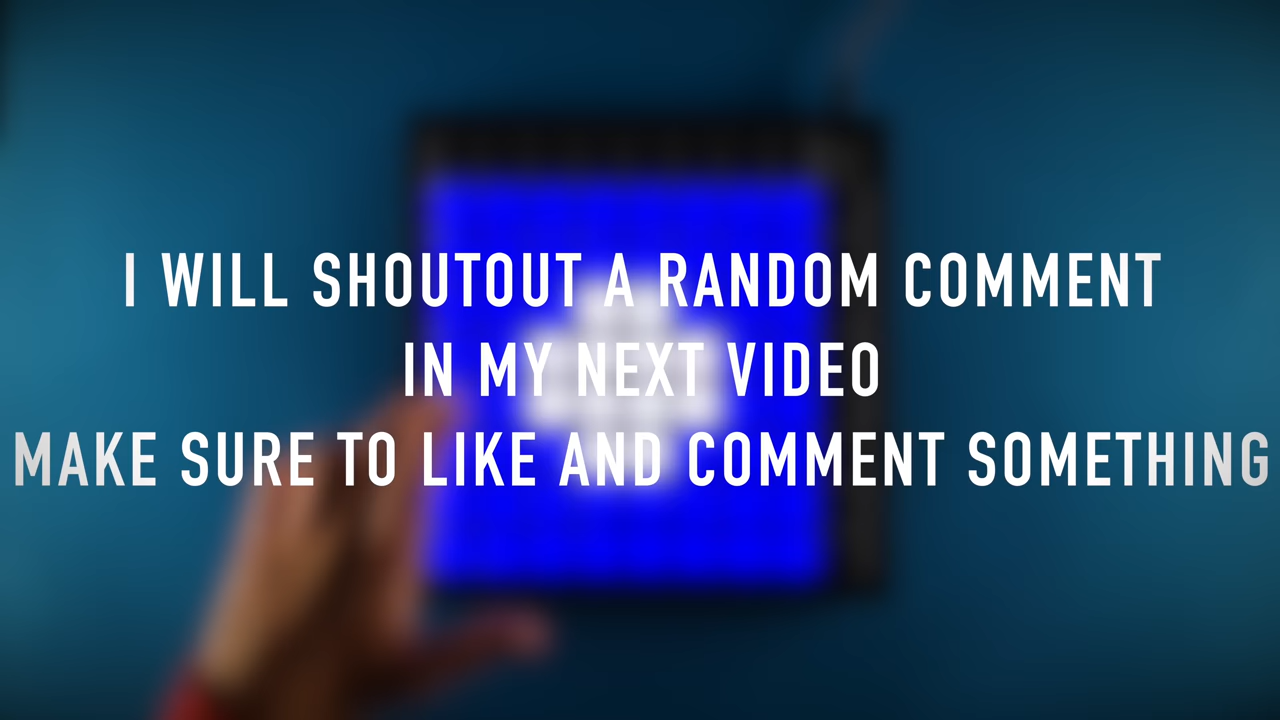 I WILL SHOUTOUT A RANDOM COMMENT
IN MY NEXT VIDEO
MAKE SURE TO LIKE AND COMMENT SOMETHING